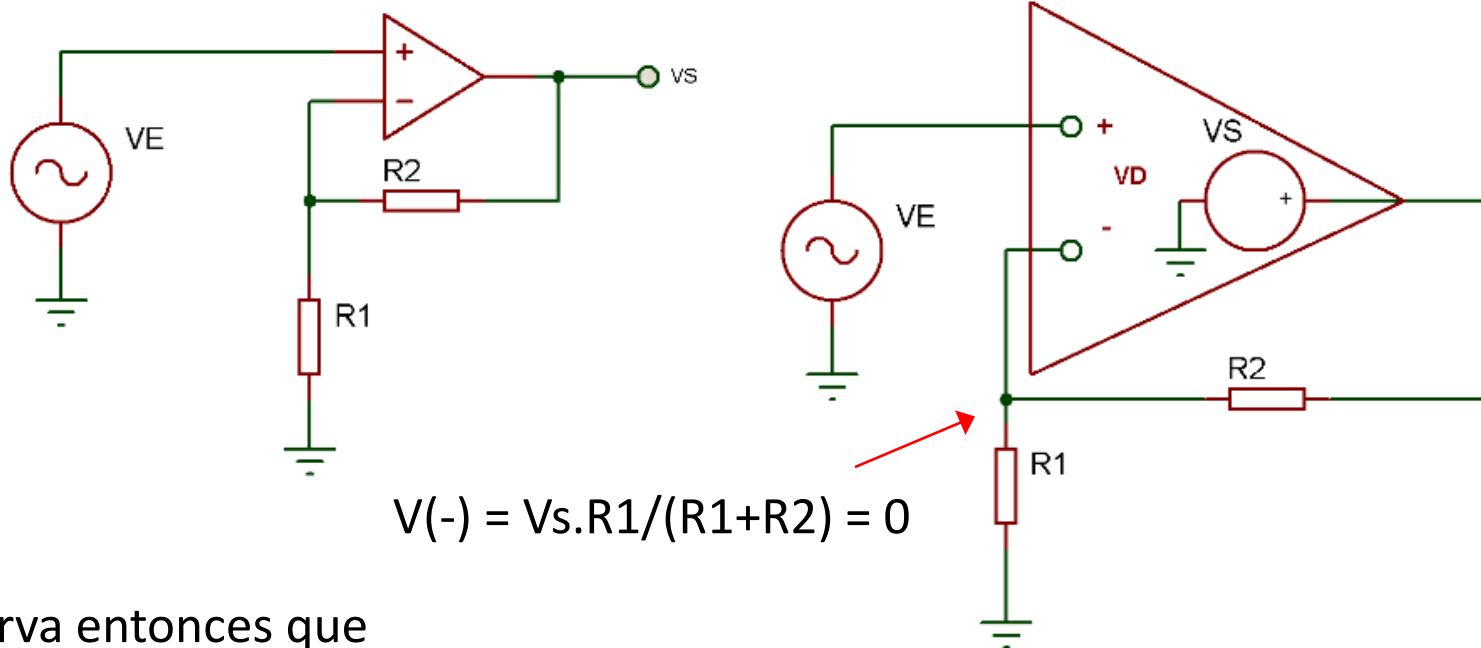 +
VS
VE
−
R2
R1
+
VS
VD
VE
+
-
R2
R1
V(-) = Vs.R1/(R1+R2) = 0
rva entonces que